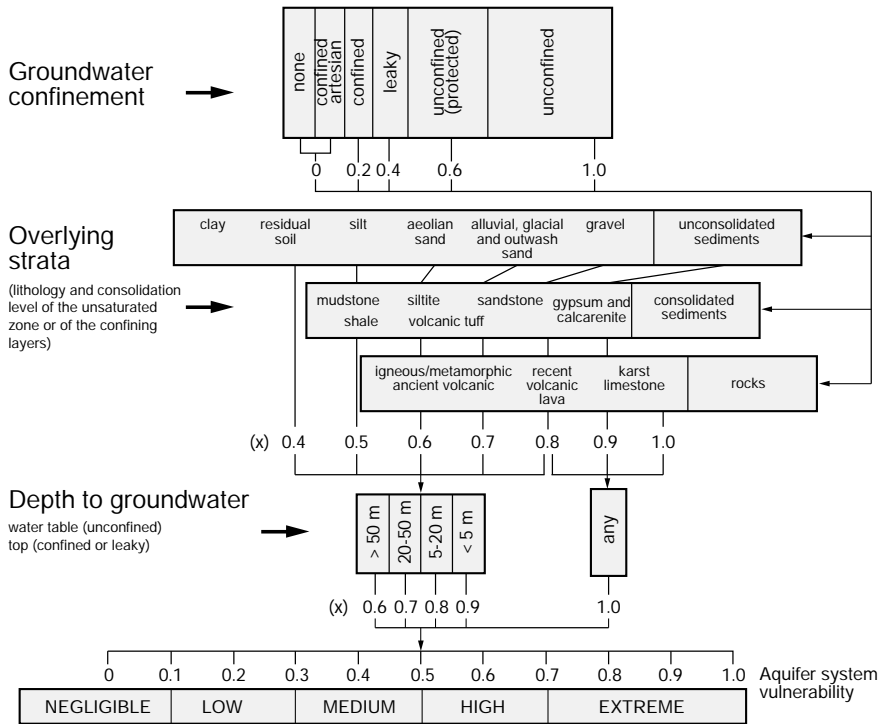 Groundwater
confinement
none
confined
artesian
confined
leaky
unconfined
(protected)
unconfined
0 0.2 0.4 0.6 1.0
Overlying
strata
(lithology and consolidation
level of the unsaturated
zone or of the confining
layers)
clay
residual
soil
silt
aeolian
sand
alluvial, glacial
and outwash
sand
gravel
unconsolidated
sediments
mudstone
shale
siltite
volcanic tuff
sandstone
gypsum and
calcarenite
consolidated
sediments
igneous/metamorphic
ancient volcanic
recent
volcanic
lava
karst
limestone
rocks
(x) 0.4 0.5 0.6 0.7 0.8 0.9 1.0
Depth to groundwater
water table (unconfined)
top (confined or leaky)
> 50 m
20-50 m
5-20 m
< 5 m
any
(x) 0.6 0.7 0.8 0.9 1.0
0 0.1 0.2 0.3 0.4 0.5 0.6 0.7 0.8 0.9 1.0
Aquifer system
vulnerability
NEGLIGIBLE LOW MEDIUM HIGH EXTREME